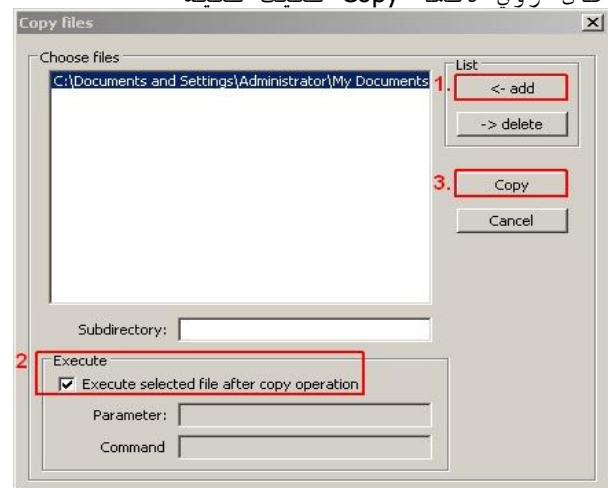 Copy files
Choose files
C:\Documents and Settings\Administrator\My Documents
List
1. <- add
-> delete
3. Copy
Cancel
Subdirectory:
2 Execute
Execute selected file after copy operation
Parameter:
Command